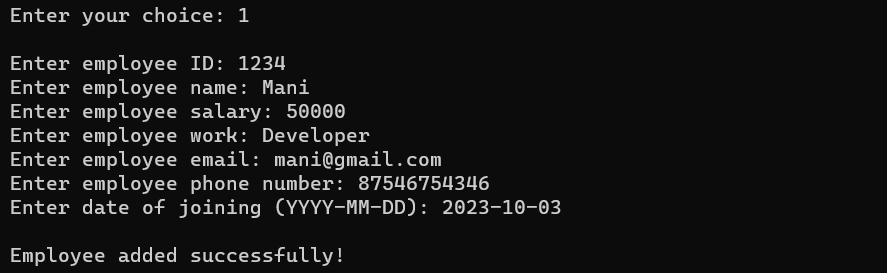 Enter your choice: 1
Enter employee ID: 1234
Enter employee name: Mani
Enter employee salary: 50000
Enter employee work: Developer
Enter employee email: mani@gmail.com
Enter employee phone number: 87546754346
Enter date of joining (YYYY-MM-DD): 2023-10-03
Employee added successfully!